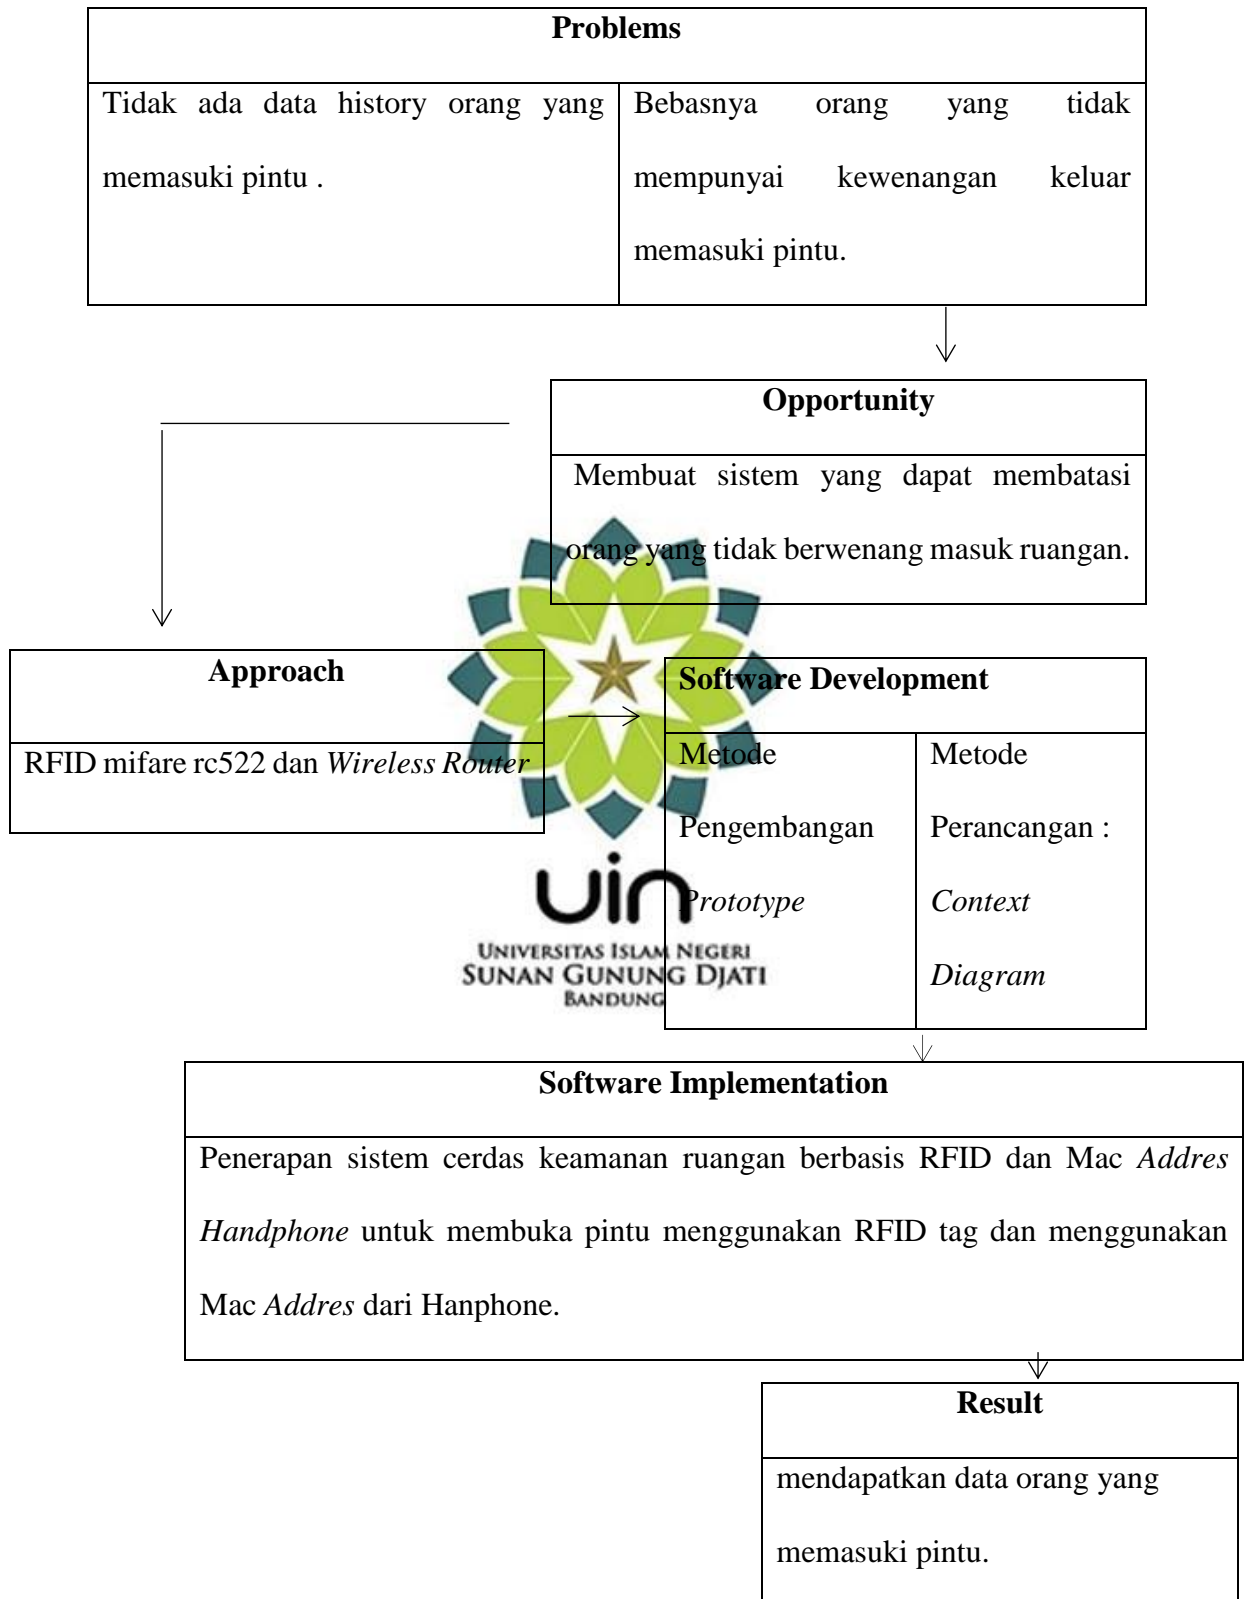 Problems
Tidak ada data history orang yang
memasuki pintu .
Bebasnya orang yang tidak
mempunyai kewenangan keluar
memasuki pintu.
Opportunity
Membuat sistem yang dapat membatasi
orang yang tidak berwenang masuk ruangan.
Approach
RFID mifare rc522 dan Wireless Router
Software Development
Metode
Pengembangan
Prototype
Metode
Perancangan :
Context
Diagram
uin
UNIVERSITAS ISLAM NEGERI
SUNAN GUNUNG DJATI
BANDUNG
Software Implementation
Penerapan sistem cerdas keamanan ruangan berbasis RFID dan Mac Addres
Handphone untuk membuka pintu menggunakan RFID tag dan menggunakan
Mac Addres dari Hanphone.
Result
mendapatkan data orang yang
memasuki pintu.